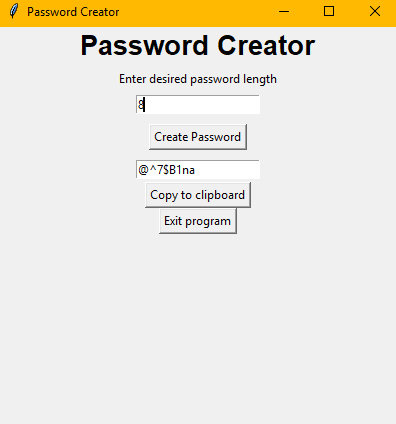 Password Creator
Password Creator
Enter desired password length
8
Create Password
@^7$B1na
Copy to clipboard
Exit program